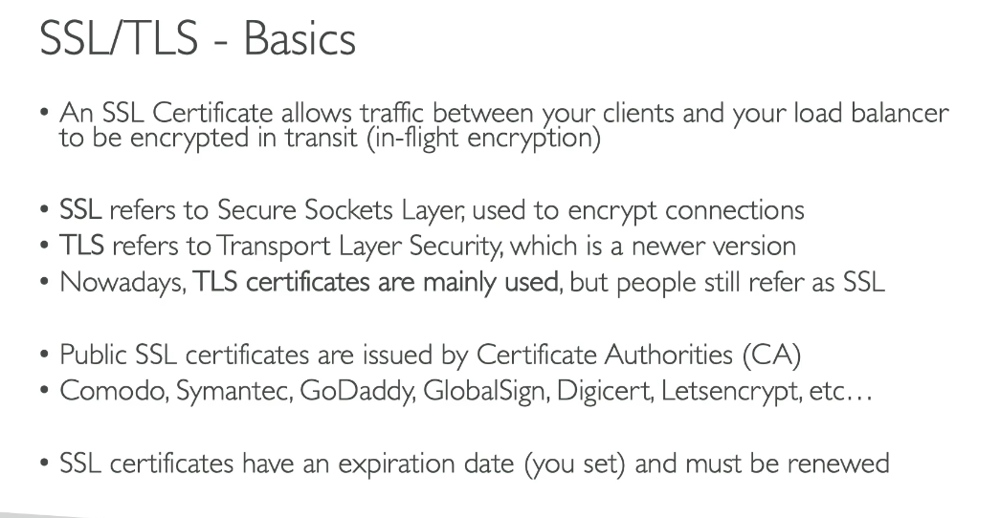 SSL/TLS - Basics
• An SSL Certificate allows traffic between your clients and your load balancer
to be encrypted in transit (in-flight encryption)
• SSL refers to Secure Sockets Layer, used to encrypt connections
• TLS refers to Transport Layer Security, which is a newer version
• Nowadays, TLS certificates are mainly used, but people still refer as SSL
• Public SSL certificates are issued by Certificate Authorities (CA)
• Comodo, Symantec, GoDaddy, GlobalSign, Digicert, Letsencrypt, etc…
• SSL certificates have an expiration date (you set) and must be renewed